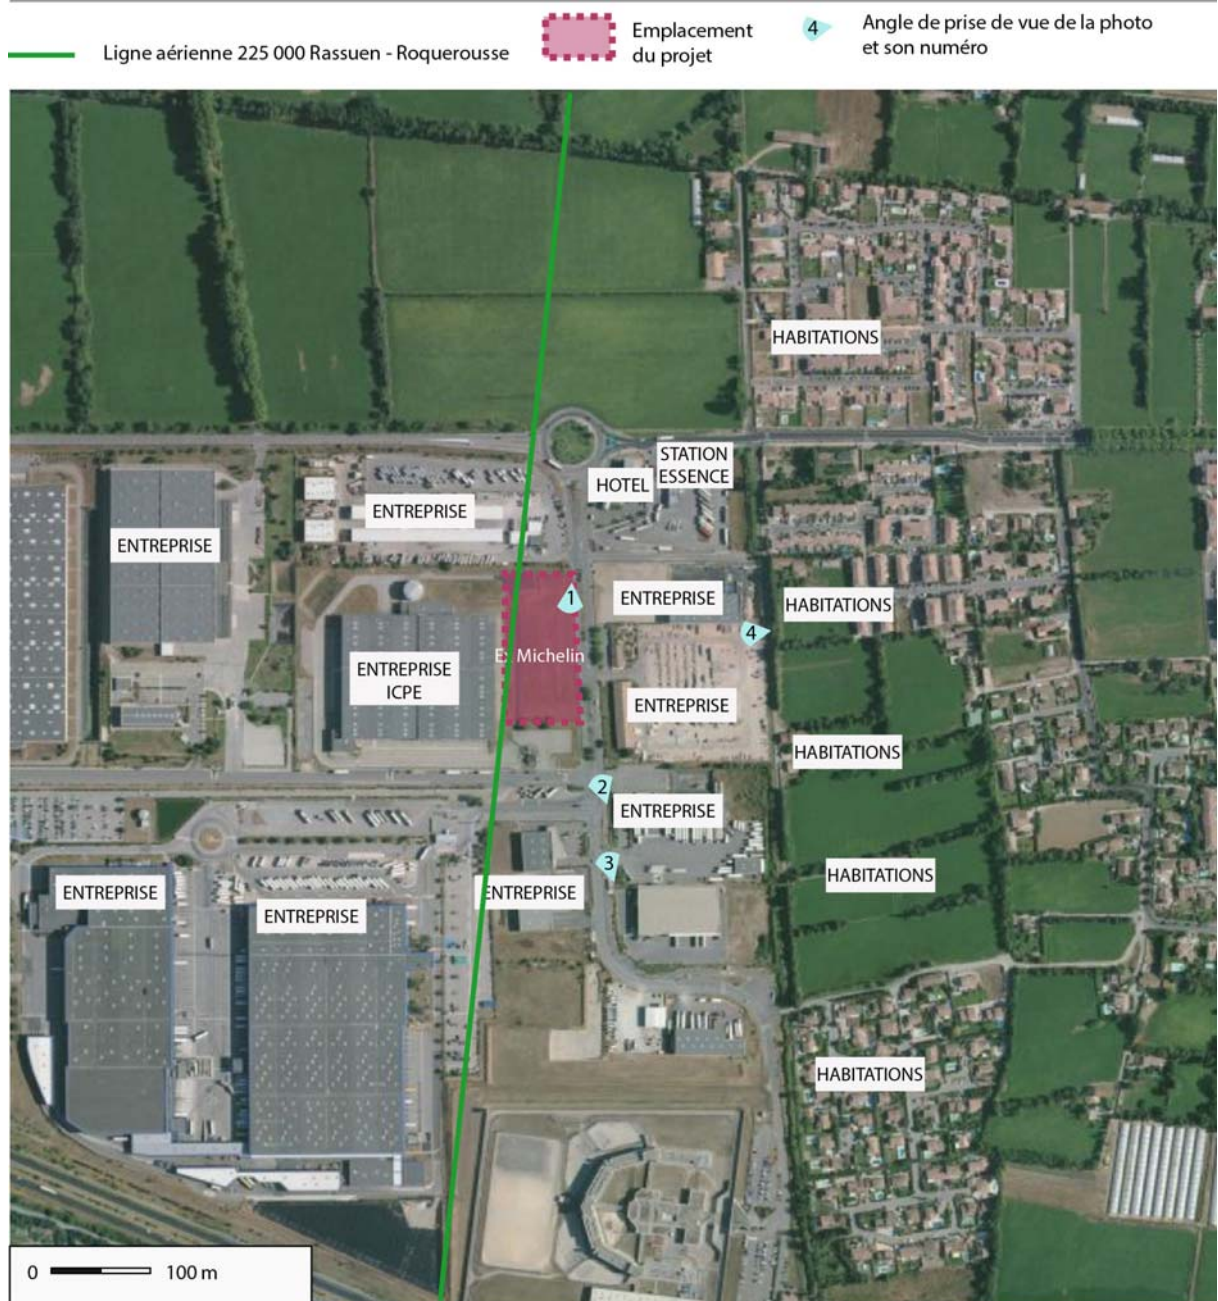 Ligne aérienne 225 000 Rassuen - Roquerousse
Emplacement
du projet
4
Angle de prise de vue de la photo
et son numéro
HABITATIONS
STATION
ESSENCE
HOTEL
ENTREPRISE
ENTREPRISE
1
ENTREPRISE
HABITATIONS
4
Ex Michelin
ENTREPRISE
ICPE
ENTREPRISE
HABITATIONS
2
ENTREPRISE
3
HABITATIONS
ENTREPRISE
ENTREPRISE
ENTREPRISE
HABITATIONS
0
100 m